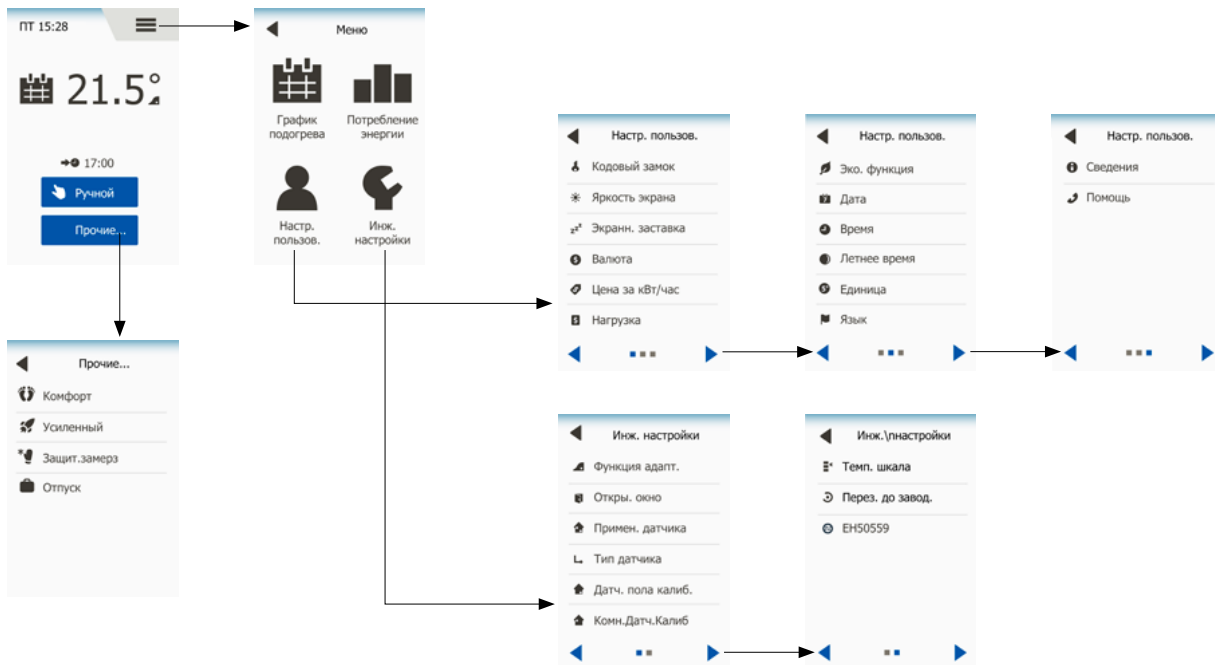 ПТ 15:28
21.5°
17:00
Ручной
Прочие...
Меню
График
подогрева
Потребление
энергии
Настр.
пользов.
Инж.
настройки
Прочие...
Комфорт
Усиленный
Защит.замерз
Отпуск
Настр. пользов.
Кодовый замок
Яркость экрана
Экранн. заставка
Валюта
Цена за кВт/час
Нагрузка
Настр. пользов.
Эко. функция
Дата
Время
Летнее время
Единица
Язык
Настр. пользов.
Сведения
Помощь
Инж. настройки
Функция адапт.
Откры. окно
Примен. датчика
Тип датчика
Датч. пола калиб.
Комн.Датч.Калиб
Инж.\nнастройки
Темп. шкала
Перез. до завод.
EH50559